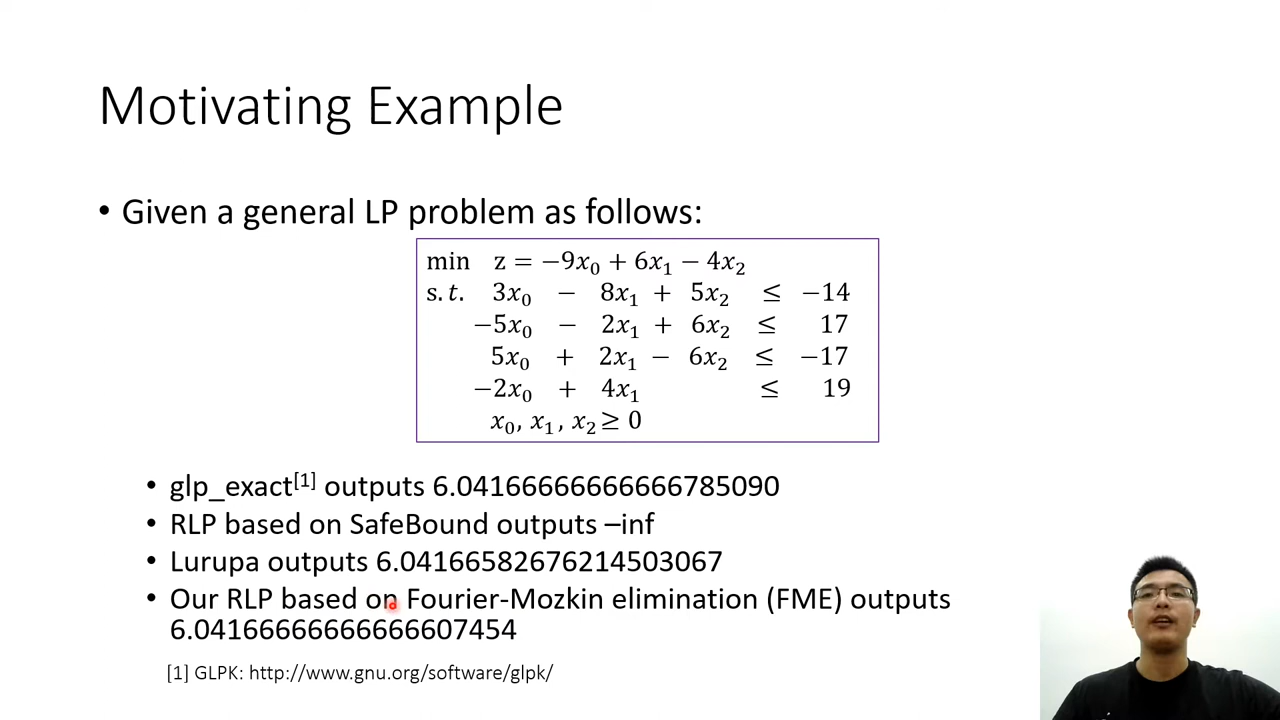 Motivating Example
• Given a general LP problem as follows:
min z = −9x₀ + 6x₁ − 4x₂
s.t. 3x₀ − 8x₁ + 5x₂ ≤ −14
−5x₀ − 2x₁ + 6x₂ ≤ 17
5x₀ + 2x₁ − 6x₂ ≤ −17
−2x₀ + 4x₁ ≤ 19
x₀, x₁, x₂ ≥ 0
• glp_exact[1] outputs 6.04166666666666785090
• RLP based on SafeBound outputs –inf
• Lurupa outputs 6.04166582676214503067
• Our RLP based on Fourier-Mozkin elimination (FME) outputs
6.04166666666666607454
[1] GLPK: http://www.gnu.org/software/glpk/